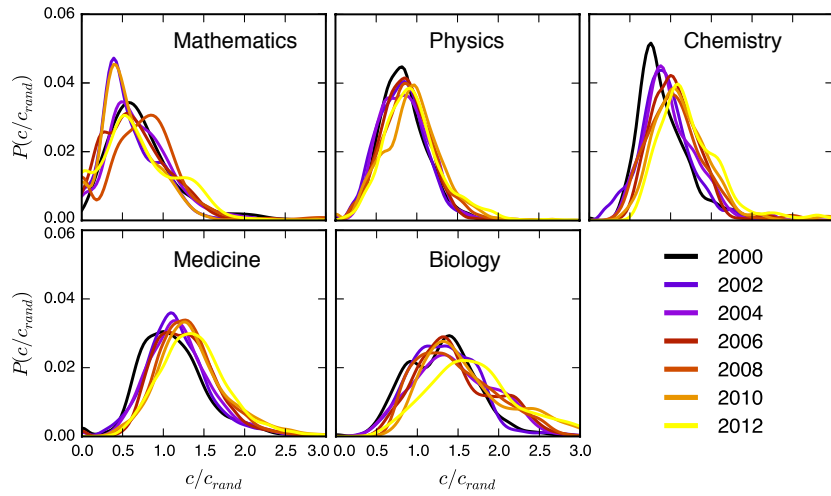 0.06
0.04
0.02
0.00
P(c/c_rand)
Mathematics
Physics
Chemistry
0.06
0.04
0.02
0.00
P(c/c_rand)
Medicine
Biology
0.0 0.5 1.0 1.5 2.0 2.5 3.0
0.0 0.5 1.0 1.5 2.0 2.5 3.0
c/c_rand
c/c_rand
2000
2002
2004
2006
2008
2010
2012